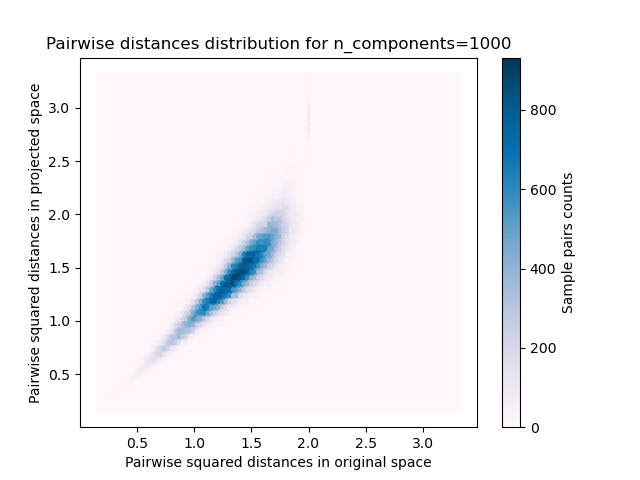 Pairwise distances distribution for n_components=1000
Pairwise squared distances in projected space
3.0
2.5
2.0
1.5
1.0
0.5
0.5 1.0 1.5 2.0 2.5 3.0
Pairwise squared distances in original space
800
600
400
200
0
Sample pairs counts